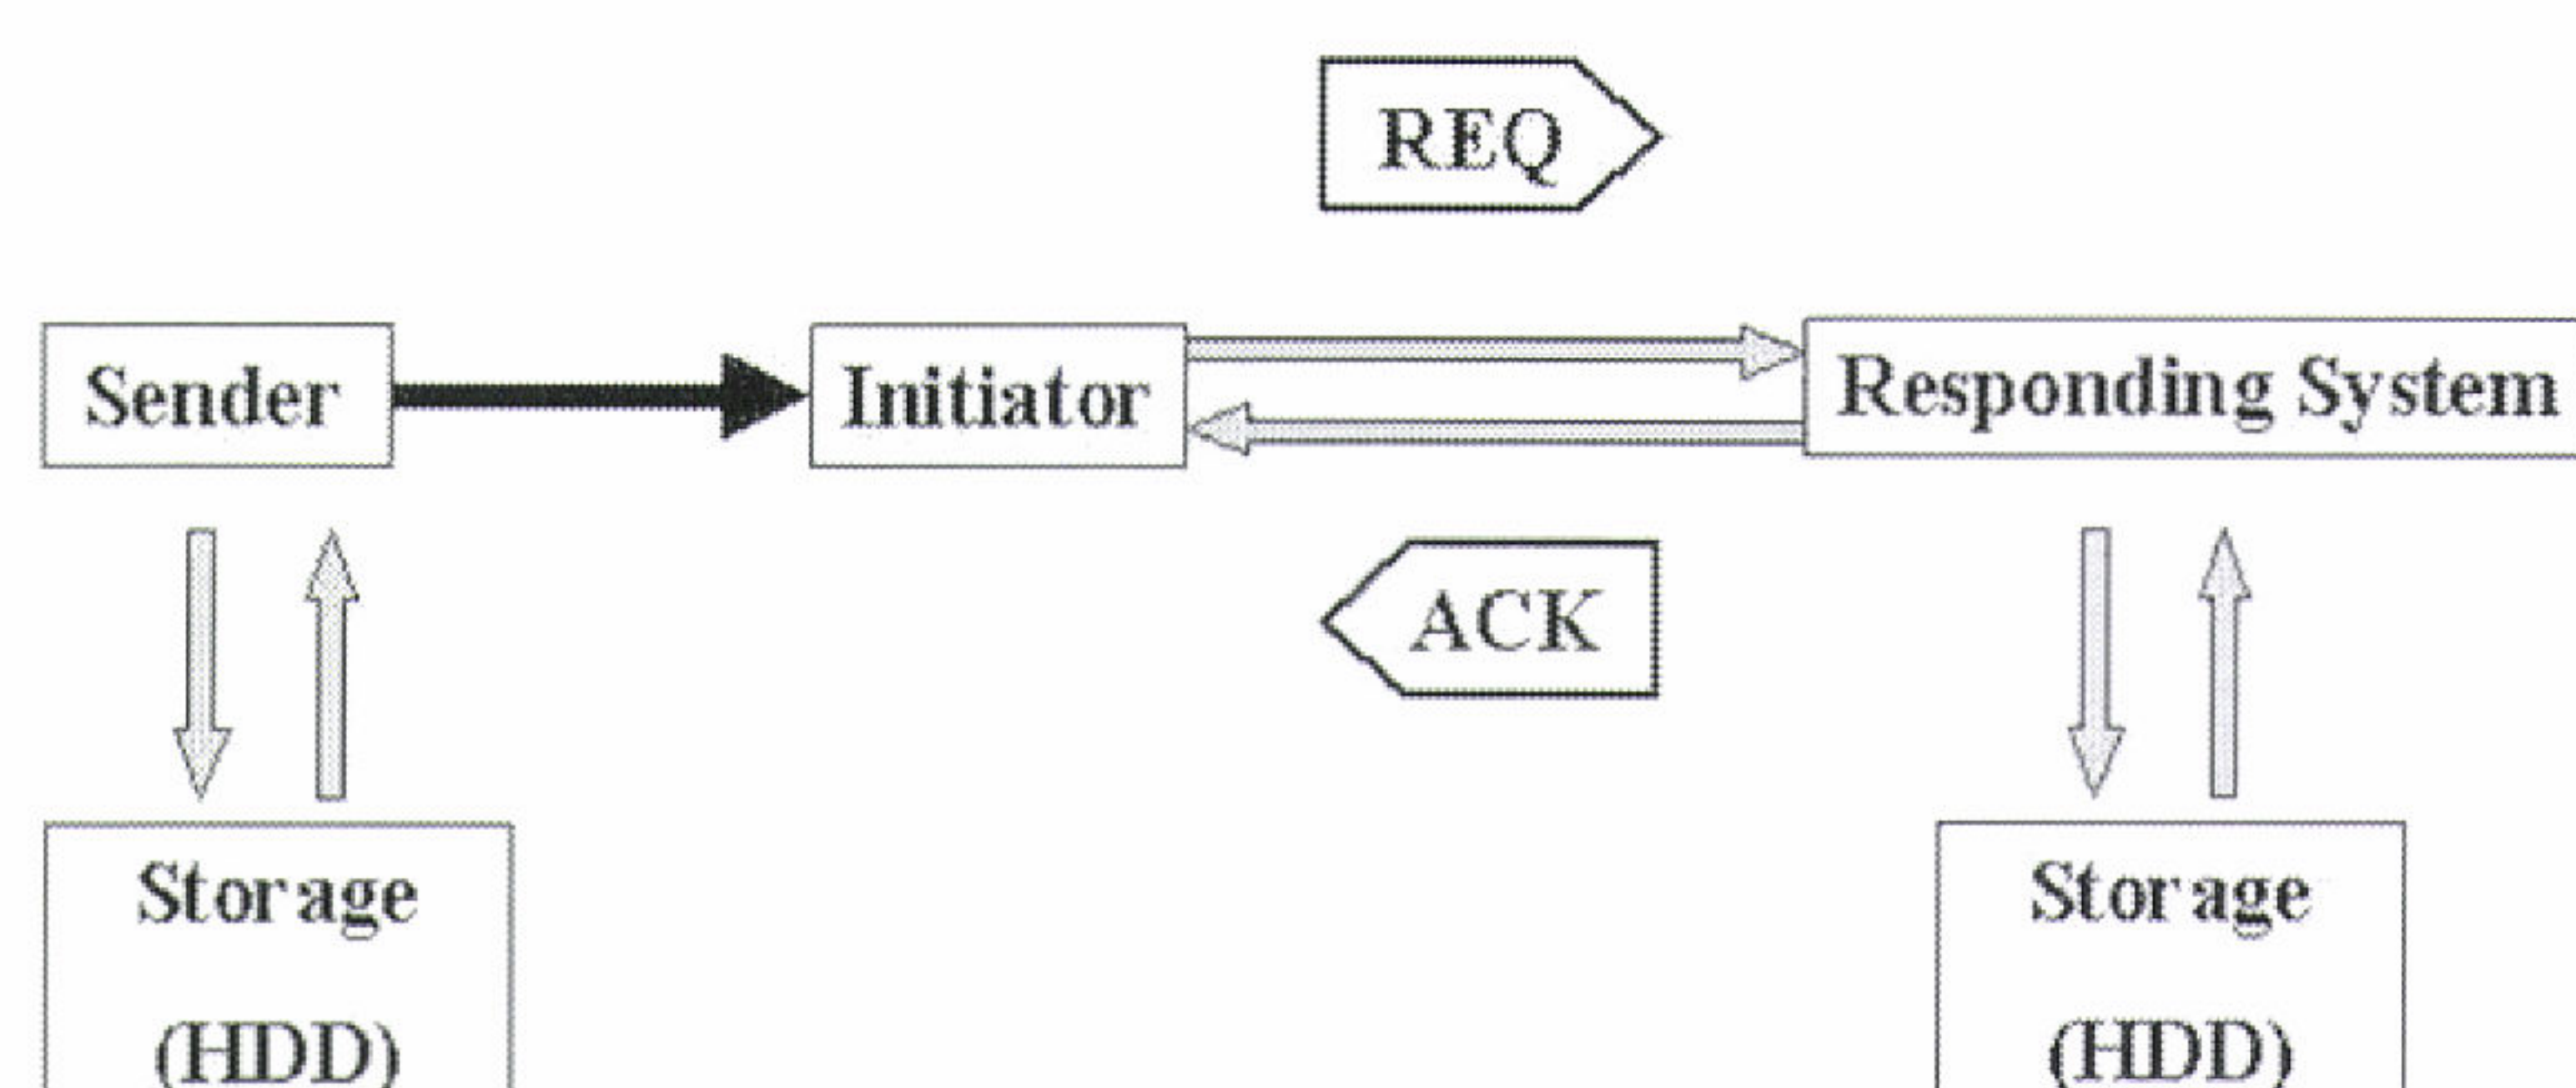 REQ
Sender
Initiator
Responding System
ACK
Storage
(HDD)
Storage
(HDD)